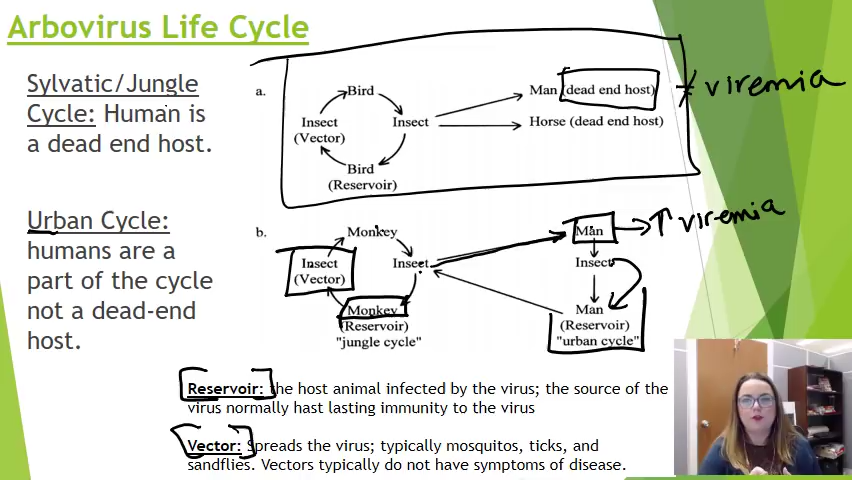 Arbovirus Life Cycle
Sylvatic/Jungle
Cycle: Human is
a dead end host.
Urban Cycle:
humans are a
part of the cycle
not a dead-end
host.
a.
Bird
Insect
(Vector)
Insect
Bird
(Reservoir)
Man (dead end host)
Horse (dead end host)
viremia
b.
Monkey
Insect
(Vector)
Insect
Monkey
(Reservoir)
"jungle cycle"
Man
↑ viremia
Insect
Man
(Reservoir)
"urban cycle"
Reservoir: the host animal infected by the virus; the source of the
virus normally hast lasting immunity to the virus
Vector: Spreads the virus; typically mosquitos, ticks, and
sandflies. Vectors typically do not have symptoms of disease.